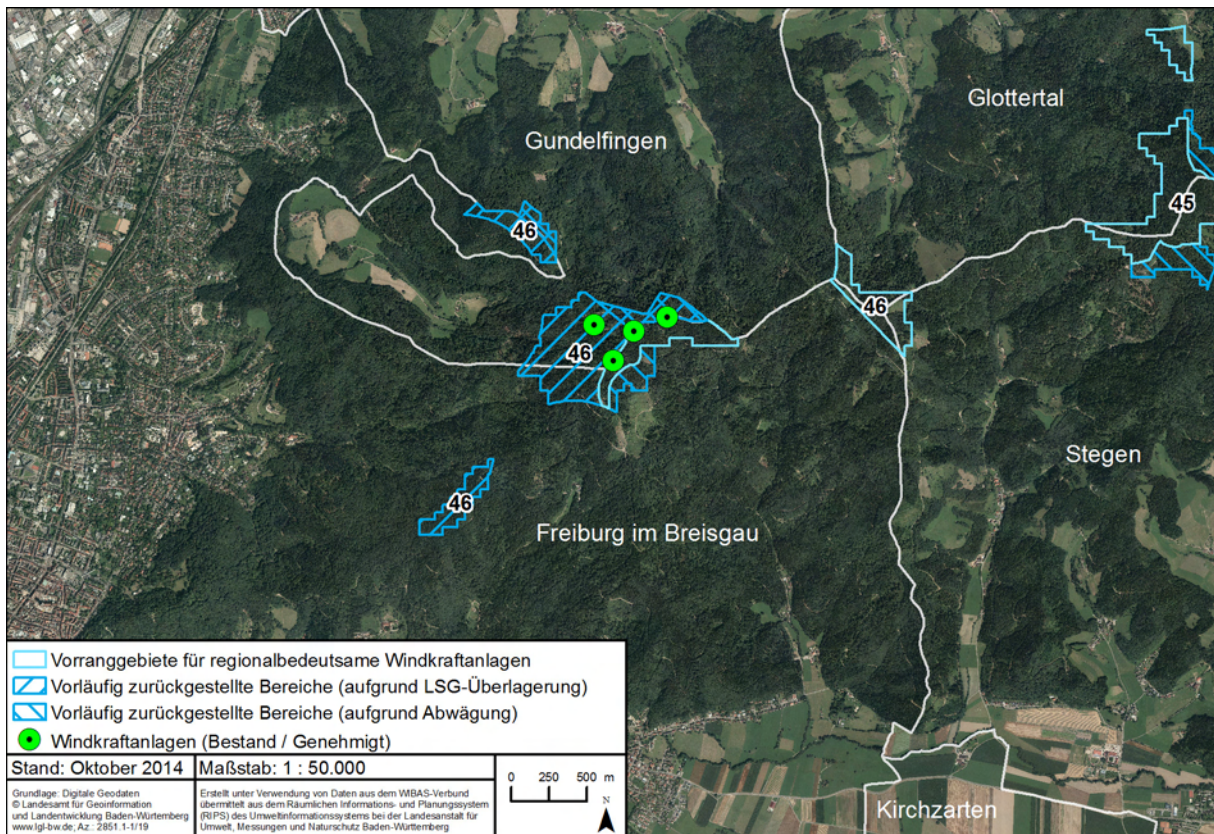 Glottertal
Gundelfingen
45
46
46
46
46
Stegen
Freiburg im Breisgau
Kirchzarten
Vorranggebiete für regionalbedeutsame Windkraftanlagen
Vorläufig zurückgestellte Bereiche (aufgrund LSG-Überlagerung)
Vorläufig zurückgestellte Bereiche (aufgrund Abwägung)
Windkraftanlagen (Bestand / Genehmigt)
Stand: Oktober 2014
Maßstab: 1 : 50.000
Grundlage: Digitale Geodaten
© Landesamt für Geoinformation
und Landentwicklung Baden-Würtemberg
www.lgl-bw.de; Az.: 2851.1-1/19
Erstellt unter Verwendung von Daten aus dem WIBAS-Verbund
übermittelt aus dem Räumlichen Informations- und Planungssystem
(RIPS) des Umweltinformationssystems bei der Landesanstalt für
Umwelt, Messungen und Naturschutz Baden-Württemberg
0 250 500 m
N